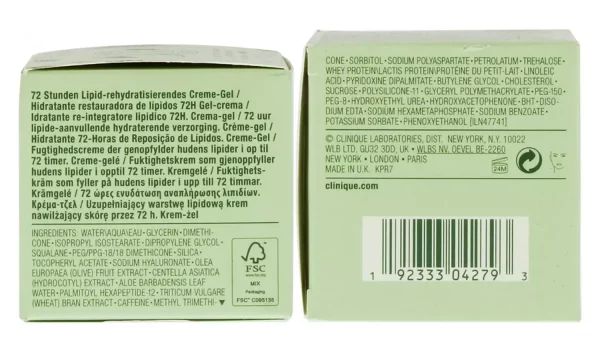 72 Stunden Lipid-rehydratisierendes Creme-Gel /
Hidratante restauradora de lípidos 72H Gel-crema /
Idratante re-integratore lipidico 72H. Crema-gel / 72 uur
lipide-aanvullende hydraterende verzorging. Crème-gel /
Hidratante 72-Horas de Reposição de Lípidos. Creme-Gel /
Fugtighedscreme der genopfylder hudens lipider i op til
72 timer. Creme-gelé / Fuktighetskrem som gjenoppfyller
hudens lipider i opptil 72 timer. Kremgelé / Fuktighets-
kräm som fyller på hudens lipider i upp till 72 timmar.
Krämgelé / 72 ώρες ενυδάτωση αναπλήρωσης λιπιδίων.
Κρέμα-τζελ / Uzupełniający warstwę lipidową krem
nawilżający skórę przez 72 h. Krem-żel
INGREDIENTS: WATER\AQUA\EAU • GLYCERIN • DIMETHI-
CONE • ISOPROPYL ISOSTEARATE • DIPROPYLENE GLYCOL •
SQUALANE • PEG/PPG-18/18 DIMETHICONE • SILICA •
TOCOPHERYL ACETATE • SODIUM HYALURONATE • OLEA
EUROPAEA (OLIVE) FRUIT EXTRACT • CENTELLA ASIATICA
(HYDROCOTYL) EXTRACT • ALOE BARBADENSIS LEAF
WATER • PALMITOYL HEXAPEPTIDE-12 • TRITICUM VULGARE
(WHEAT) BRAN EXTRACT • CAFFEINE • METHYL TRIMETHI- ▼
FSC
www.fsc.org
MIX
Packaging
FSC® C095135
CONE • SORBITOL • SODIUM POLYASPARTATE • PETROLATUM • TREHALOSE •
WHEY PROTEIN\LACTIS PROTEIN\PROTÉINE DU PETIT-LAIT • LINOLEIC
ACID • PYRIDOXINE DIPALMITATE • BUTYLENE GLYCOL • CHOLESTEROL •
SUCROSE • POLYSILICONE-11 • GLYCERYL POLYMETHACRYLATE • PEG-150 •
PEG-8 • HYDROXYETHYL UREA • HYDROXYACETOPHENONE • BHT • DISO-
DIUM EDTA • SODIUM HEXAMETAPHOSPHATE • SODIUM BENZOATE •
POTASSIUM SORBATE • PHENOXYETHANOL [ILN47741]
© CLINIQUE LABORATORIES, DIST. NEW YORK, N.Y. 10022
WLB LTD, GU32 3DD, UK • WLBS NV, OEVEL BE-2260
NEW YORK • LONDON • PARIS
MADE IN U.K. KPR7
24M
clinique.com
1 92333 04279 3